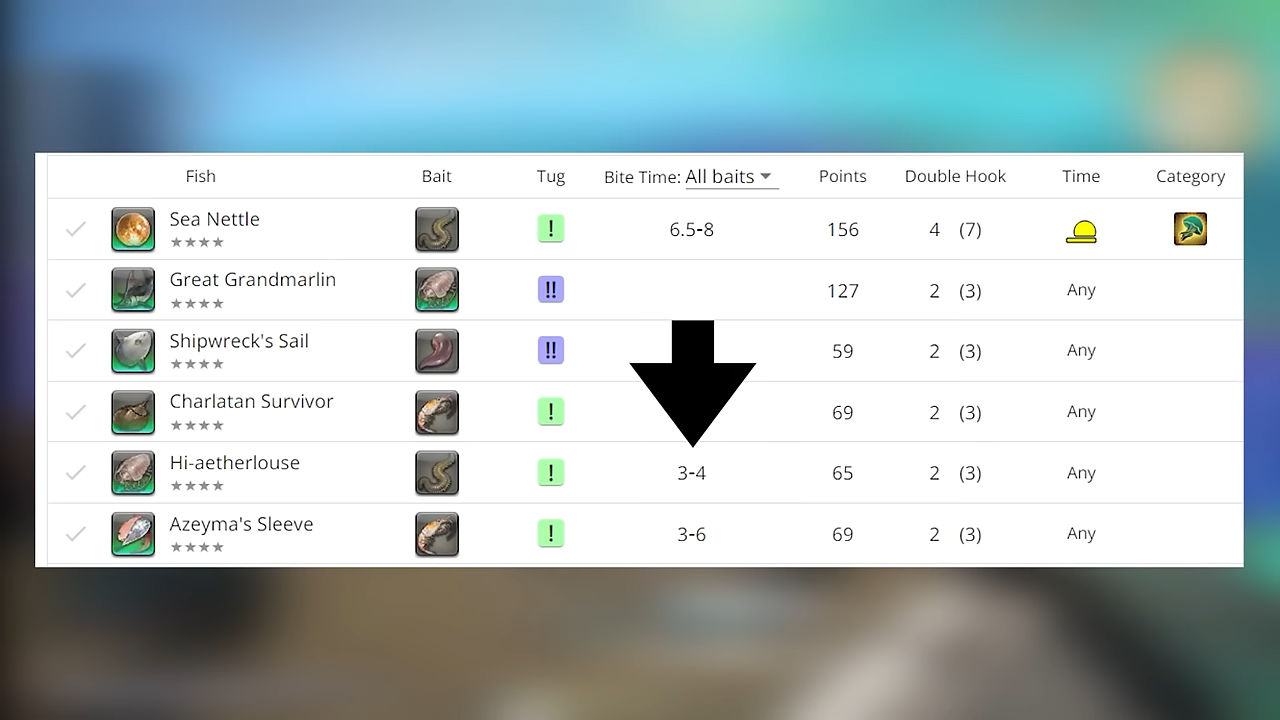 Fish Bait Tug Bite Time: All baits Points Double Hook Time Category
Sea Nettle ! 6.5-8 156 4 (7)
★★★★
Great Grandmarlin !! 127 2 (3) Any
★★★★
Shipwreck's Sail !! 59 2 (3) Any
★★★★
Charlatan Survivor ! 69 2 (3) Any
★★★★
Hi-aetherlouse ! 3-4 65 2 (3) Any
★★★★
Azeyma's Sleeve ! 3-6 69 2 (3) Any
★★★★